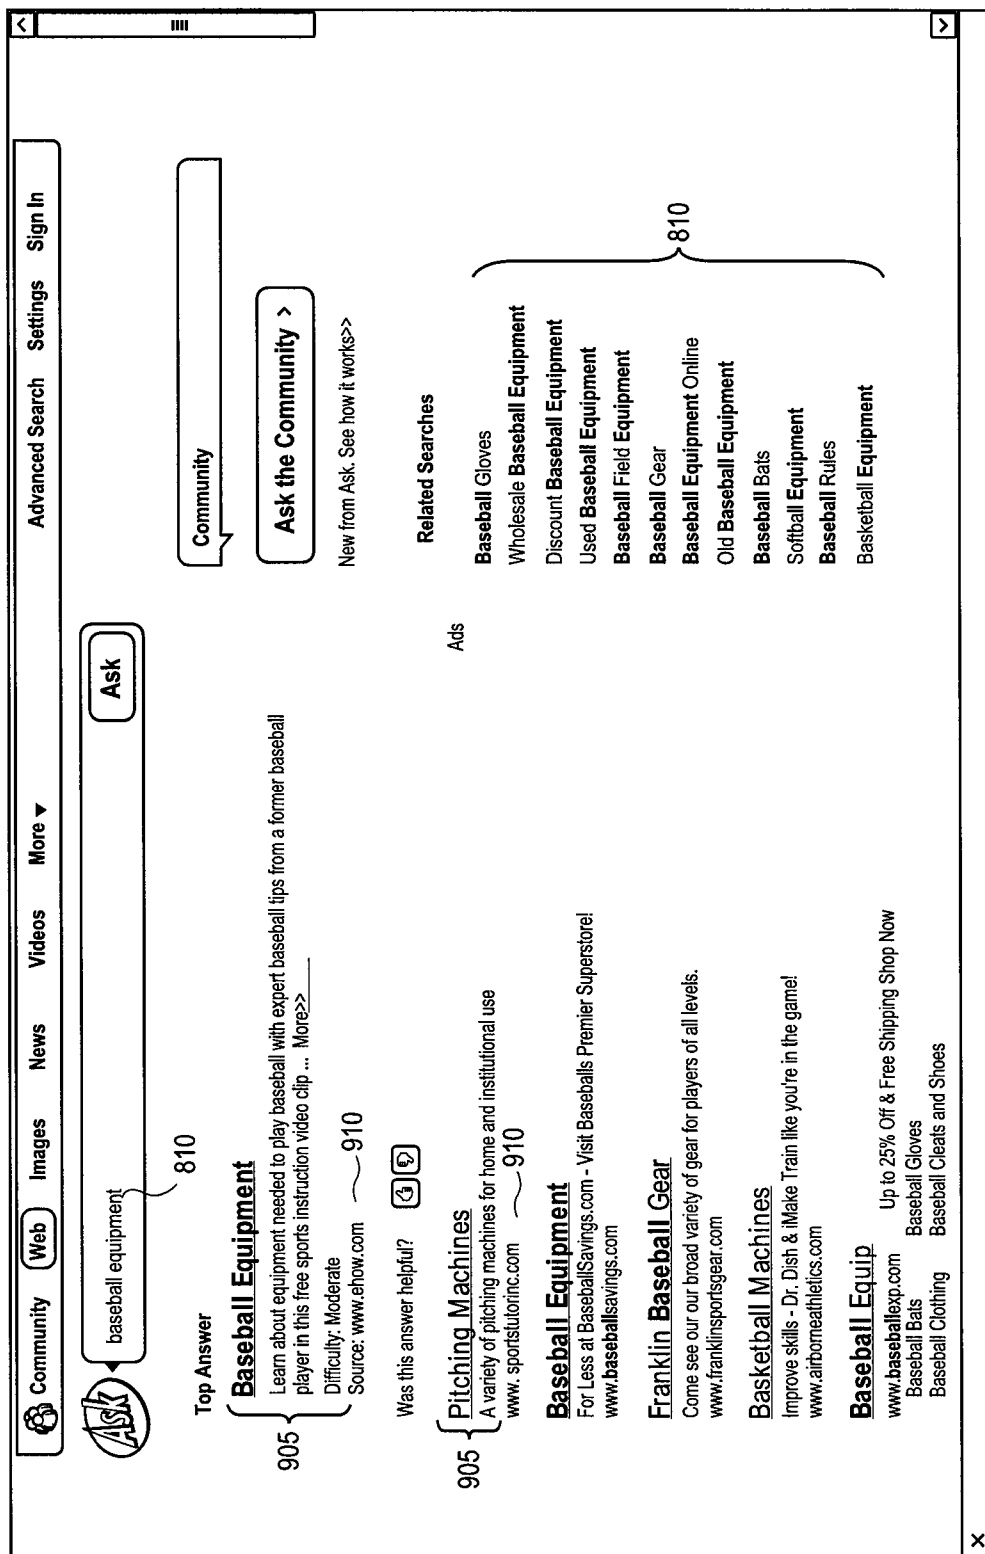 Community Web Images News Videos More ▼ Advanced Search Settings Sign In
Ask baseball equipment Ask
810
Top Answer
905
Baseball Equipment
Learn about equipment needed to play baseball with expert baseball tips from a former baseball
player in this free sports instruction video clip ... More>>
Difficulty: Moderate
Source: www.ehow.com 910
Was this answer helpful?
Ads
905
Pitching Machines
A variety of pitching machines for home and institutional use
www. sportstutorinc.com 910
Baseball Equipment
For Less at BaseballSavings.com - Visit Baseballs Premier Superstore!
www.baseballsavings.com
Franklin Baseball Gear
Come see our our broad variety of gear for players of all levels.
www.franklinsportsgear.com
Basketball Machines
Improve skills - Dr. Dish & iMake Train like you're in the game!
www.airborneathletics.com
Baseball Equip
www.baseballexp.com Up to 25% Off & Free Shipping Shop Now
Baseball Bats Baseball Gloves
Baseball Clothing Baseball Cleats and Shoes
Community
Ask the Community >
New from Ask. See how it works>>
Related Searches
Baseball Gloves
Wholesale Baseball Equipment
Discount Baseball Equipment
Used Baseball Equipment
Baseball Field Equipment
Baseball Gear
Baseball Equipment Online
Old Baseball Equipment
Baseball Bats
Softball Equipment
Baseball Rules
Basketball Equipment
810
x